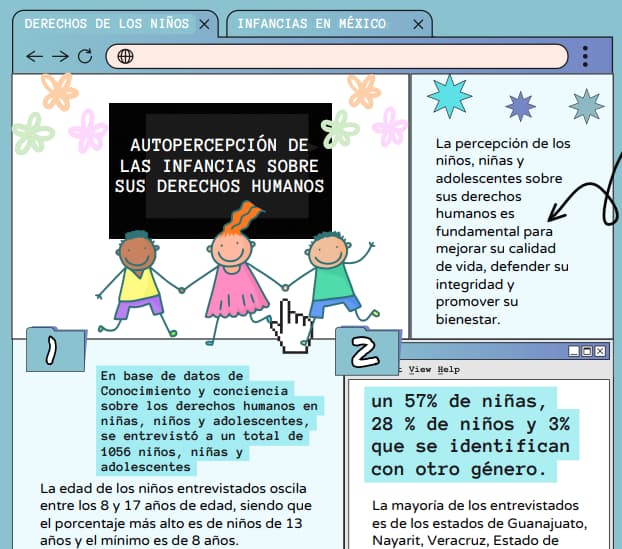 DERECHOS DE LOS NIÑOS
INFANCIAS EN MÉXICO
AUTOPERCEPCIÓN DE
LAS INFANCIAS SOBRE
SUS DERECHOS HUMANOS
La percepción de los
niños, niñas y
adolescentes sobre
sus derechos
humanos es
fundamental para
mejorar su calidad
de vida, defender su
integridad y
promover su
bienestar.
1
En base de datos de
Conocimiento y conciencia
sobre los derechos humanos en
niñas, niños y adolescentes,
se entrevistó a un total de
1056 niños, niñas y
adolescentes
La edad de los niños entrevistados oscila
entre los 8 y 17 años de edad, siendo que
el porcentaje más alto es de niños de 13
años y el mínimo es de 8 años.
2
View Help
un 57% de niñas,
28 % de niños y 3%
que se identifican
con otro género.
La mayoría de los entrevistados
es de los estados de Guanajuato,
Nayarit, Veracruz, Estado de